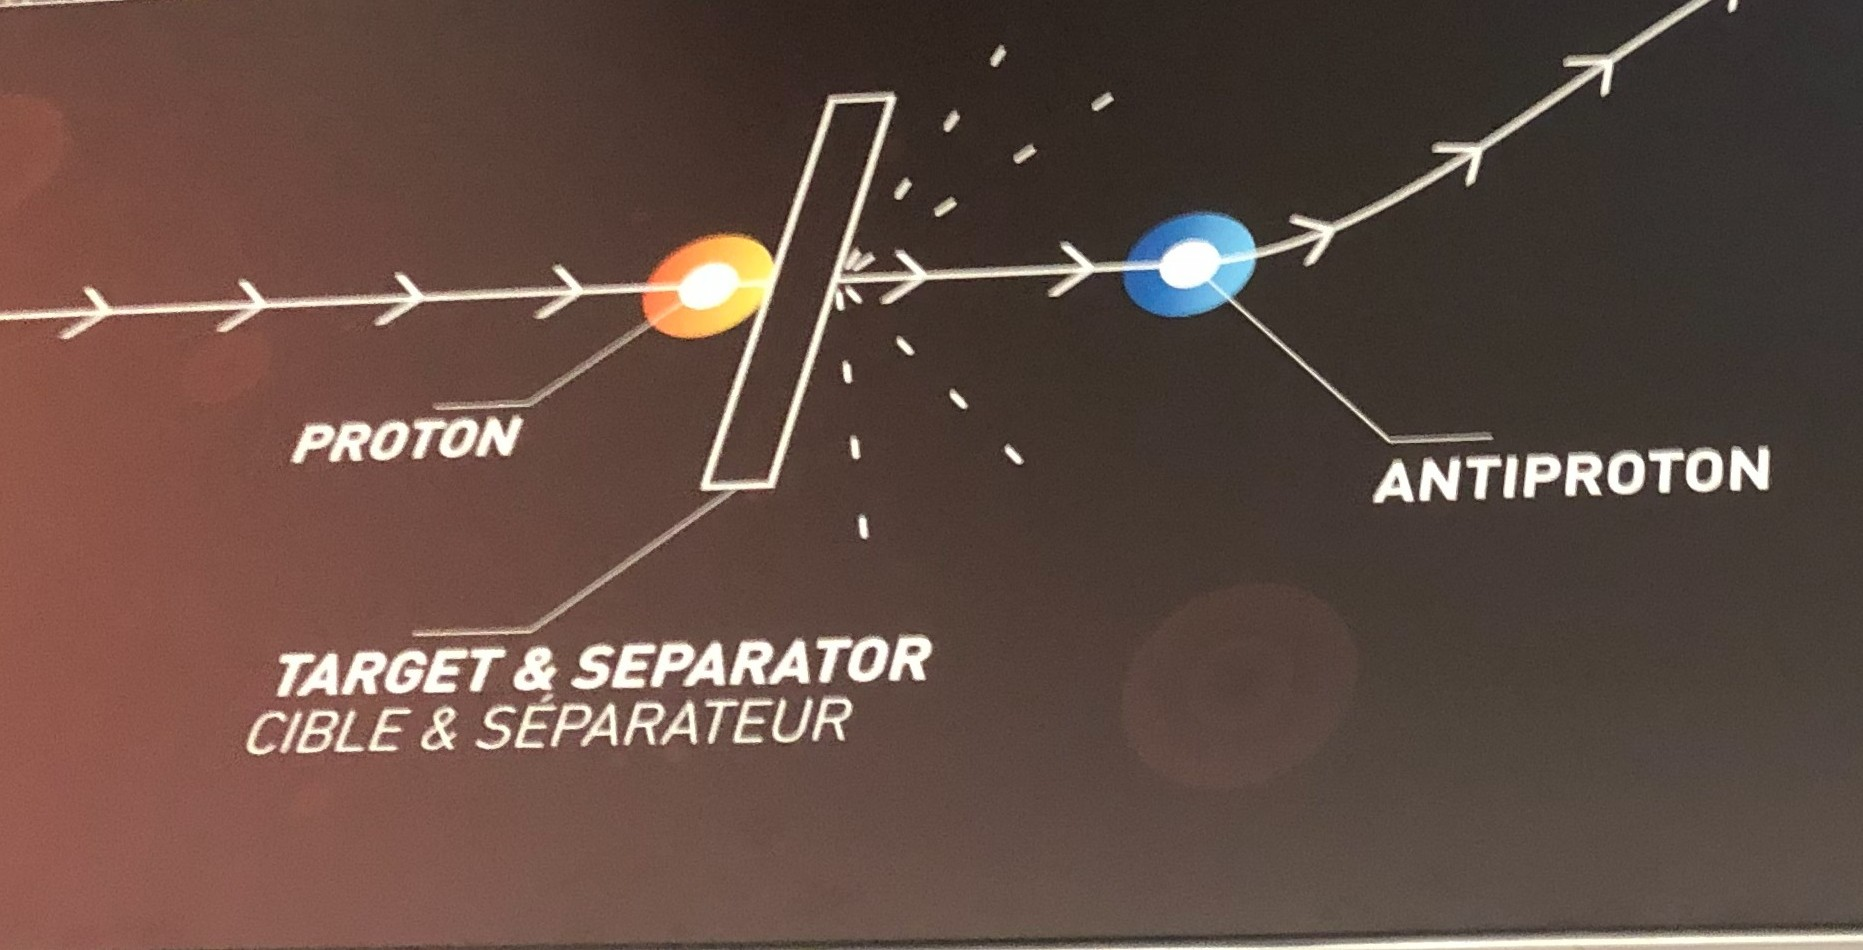 PROTON
ANTIPROTON
TARGET & SEPARATOR
CIBLE & SÉPARATEUR